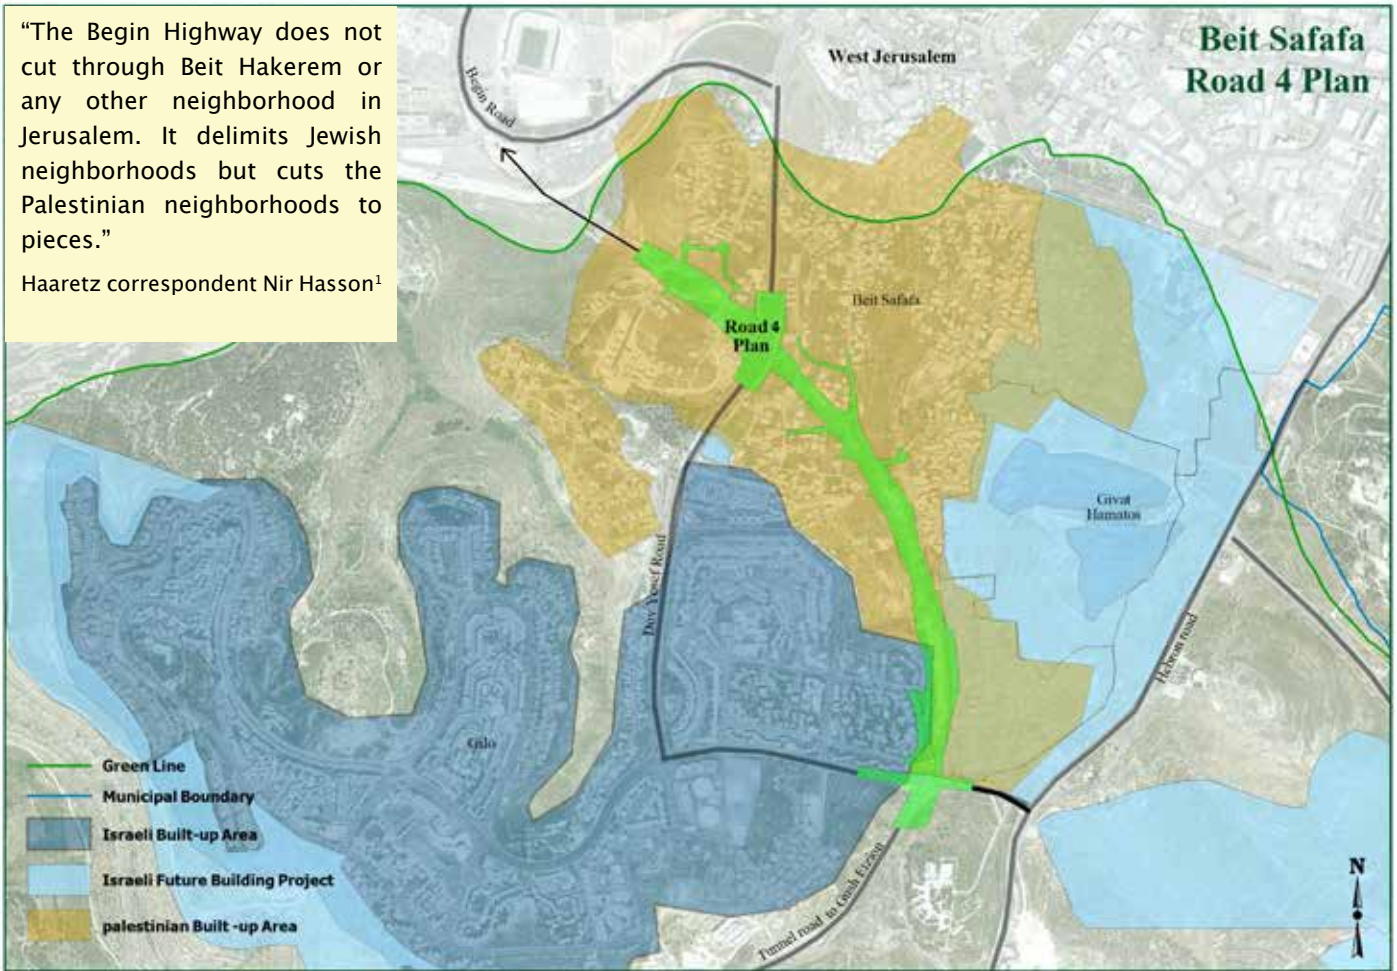 “The Begin Highway does not
cut through Beit Hakerem or
any other neighborhood in
Jerusalem. It delimits Jewish
neighborhoods but cuts the
Palestinian neighborhoods to
pieces.”
Haaretz correspondent Nir Hasson¹
Beit Safafa
Road 4 Plan
West Jerusalem
Begin Road
Beit Safafa
Road 4
Plan
Givat
Hamatos
Dov Yosef Road
Hebron road
Gilo
Tunnel road to Gush Etzion
Green Line
Municipal Boundary
Israeli Built-up Area
Israeli Future Building Project
palestinian Built -up Area
N